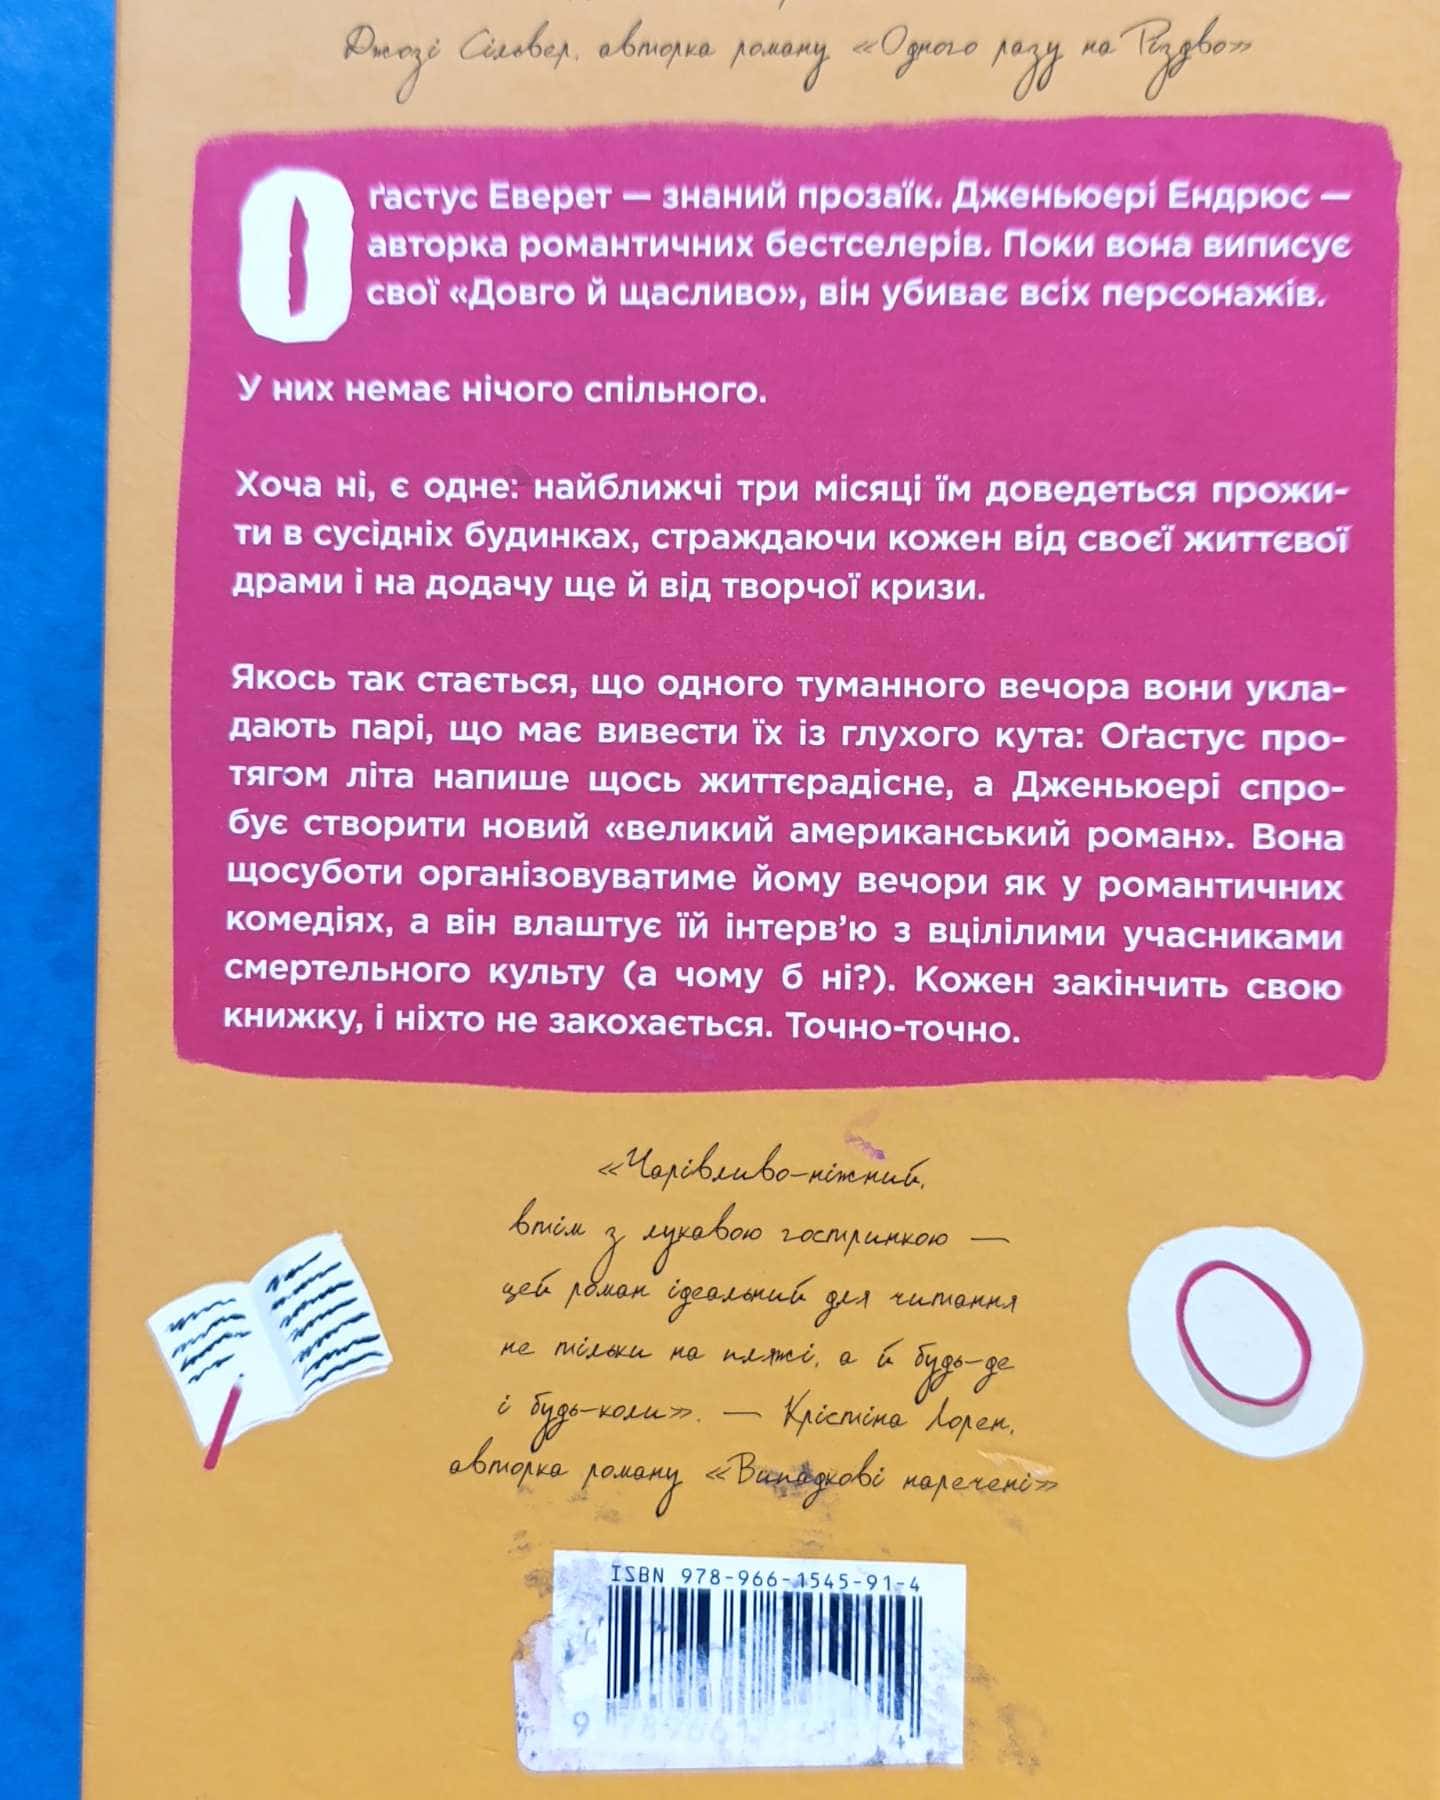 Джозі Сільвер, авторка роману «Одного разу на Різдво»
Оґастус Еверет — знаний прозаїк. Дженьюері Ендрюс —
авторка романтичних бестселерів. Поки вона виписує
свої «Довго й щасливо», він убиває всіх персонажів.
У них немає нічого спільного.
Хоча ні, є одне: найближчі три місяці їм доведеться прожи-
ти в сусідніх будинках, страждаючи кожен від своєї життєвої
драми і на додачу ще й від творчої кризи.
Якось так стається, що одного туманного вечора вони укла-
дають парі, що має вивести їх із глухого кута: Оґастус про-
тягом літа напише щось життєрадісне, а Дженьюері спро-
бує створити новий «великий американський роман». Вона
щосуботи організовуватиме йому вечори як у романтичних
комедіях, а він влаштує їй інтерв’ю з вцілілими учасниками
смертельного культу (а чому б ні?). Кожен закінчить свою
книжку, і ніхто не закохається. Точно-точно.
«Чарівливо-ніжний,
втім з лукавою гостринкою —
цей роман ідеальний для читання
не тільки на пляжі, а й будь-де
і будь-коли». — Крістіна Лорен,
авторка роману «Випадкові наречені»
ISBN 978-966-1545-91-4